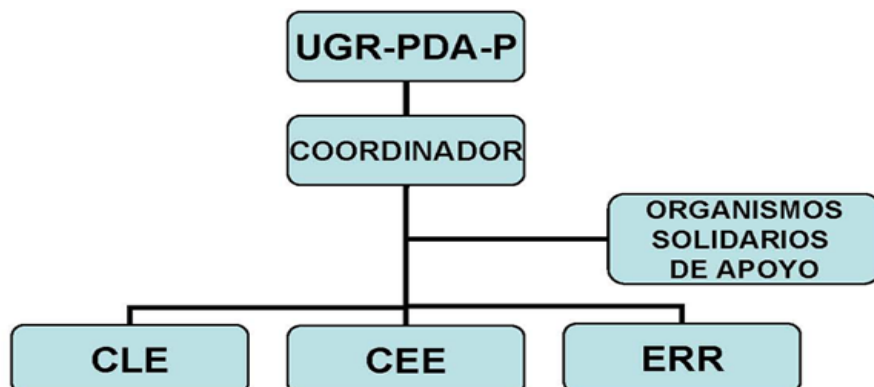 UGR-PDA-P
COORDINADOR
ORGANISMOS
SOLIDARIOS
DE APOYO
CLE
CEE
ERR